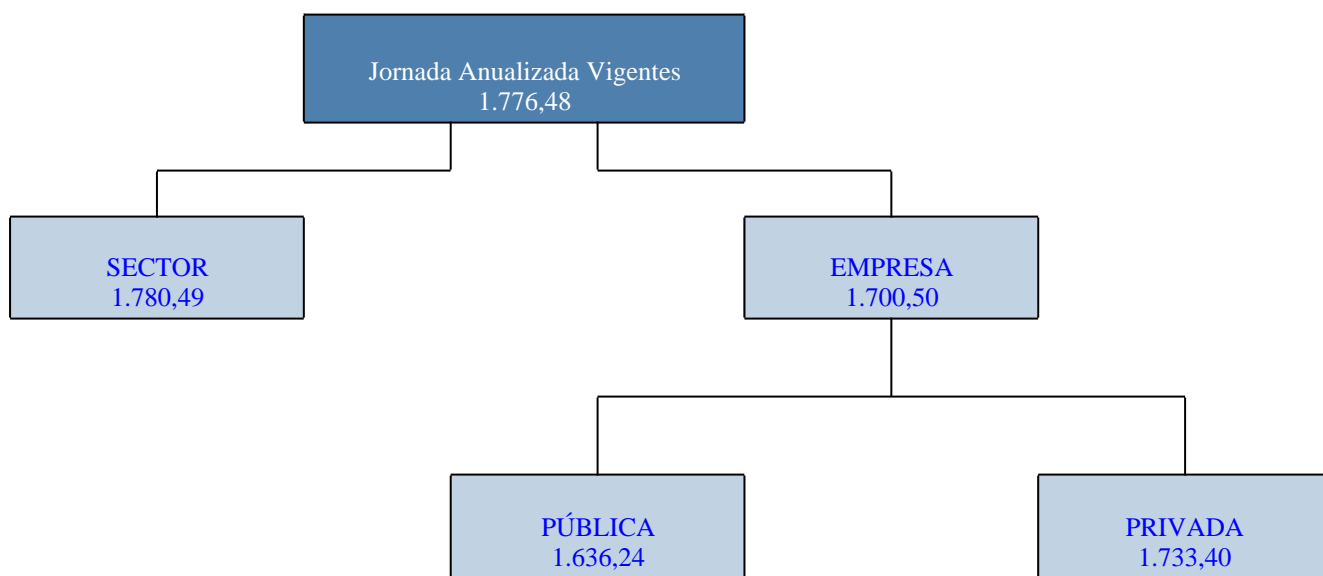 Jornada Anualizada Vigentes
1.776,48
SECTOR
1.780,49
EMPRESA
1.700,50
PÚBLICA
1.636,24
PRIVADA
1.733,40